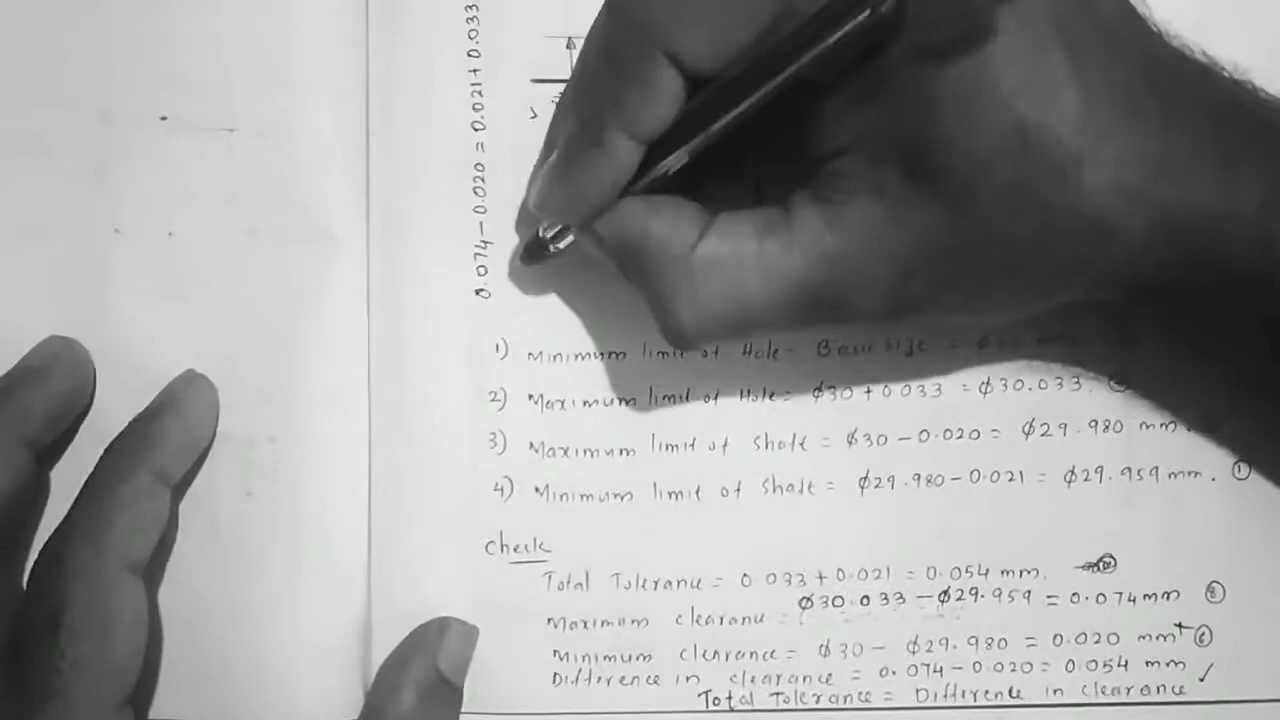 0.074 - 0.020 = 0.021 + 0.033
1) Minimum limit of Hole = Basic size =
2) Maximum limit of Hole = ϕ30 + 0.033 = ϕ30.033.
3) Maximum limit of shaft = ϕ30 - 0.020 = ϕ29.980 mm.
4) Minimum limit of shaft = ϕ29.980 - 0.021 = ϕ29.959 mm. ①
Check
Total Tolerance = 0.033 + 0.021 = 0.054 mm.
Maximum clearance = ϕ30.033 - ϕ29.959 = 0.074 mm ⑧
Minimum clearance = ϕ30 - ϕ29.980 = 0.020 mm ⑥
Difference in clearance = 0.074 - 0.020 = 0.054 mm ✓
Total Tolerance = Difference in clearance